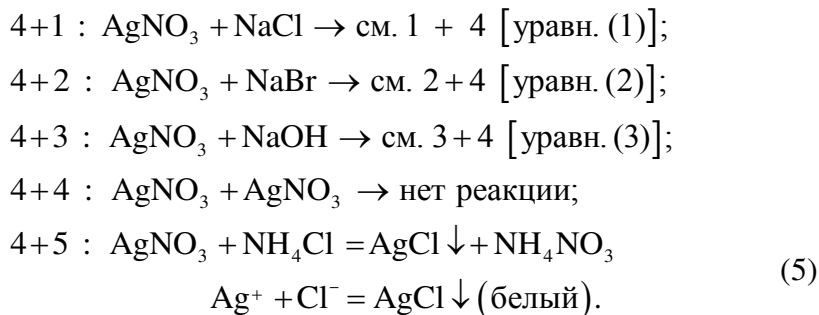 4+1 : AgNO₃ + NaCl → см. 1 + 4 [уравн. (1)];
4+2 : AgNO₃ + NaBr → см. 2+4 [уравн. (2)];
4+3 : AgNO₃ + NaOH → см. 3+4 [уравн. (3)];
4+4 : AgNO₃ + AgNO₃ → нет реакции;
4+5 : AgNO₃ + NH₄Cl = AgCl ↓ + NH₄NO₃
(5)
Ag⁺ + Cl⁻ = AgCl ↓ (белый).